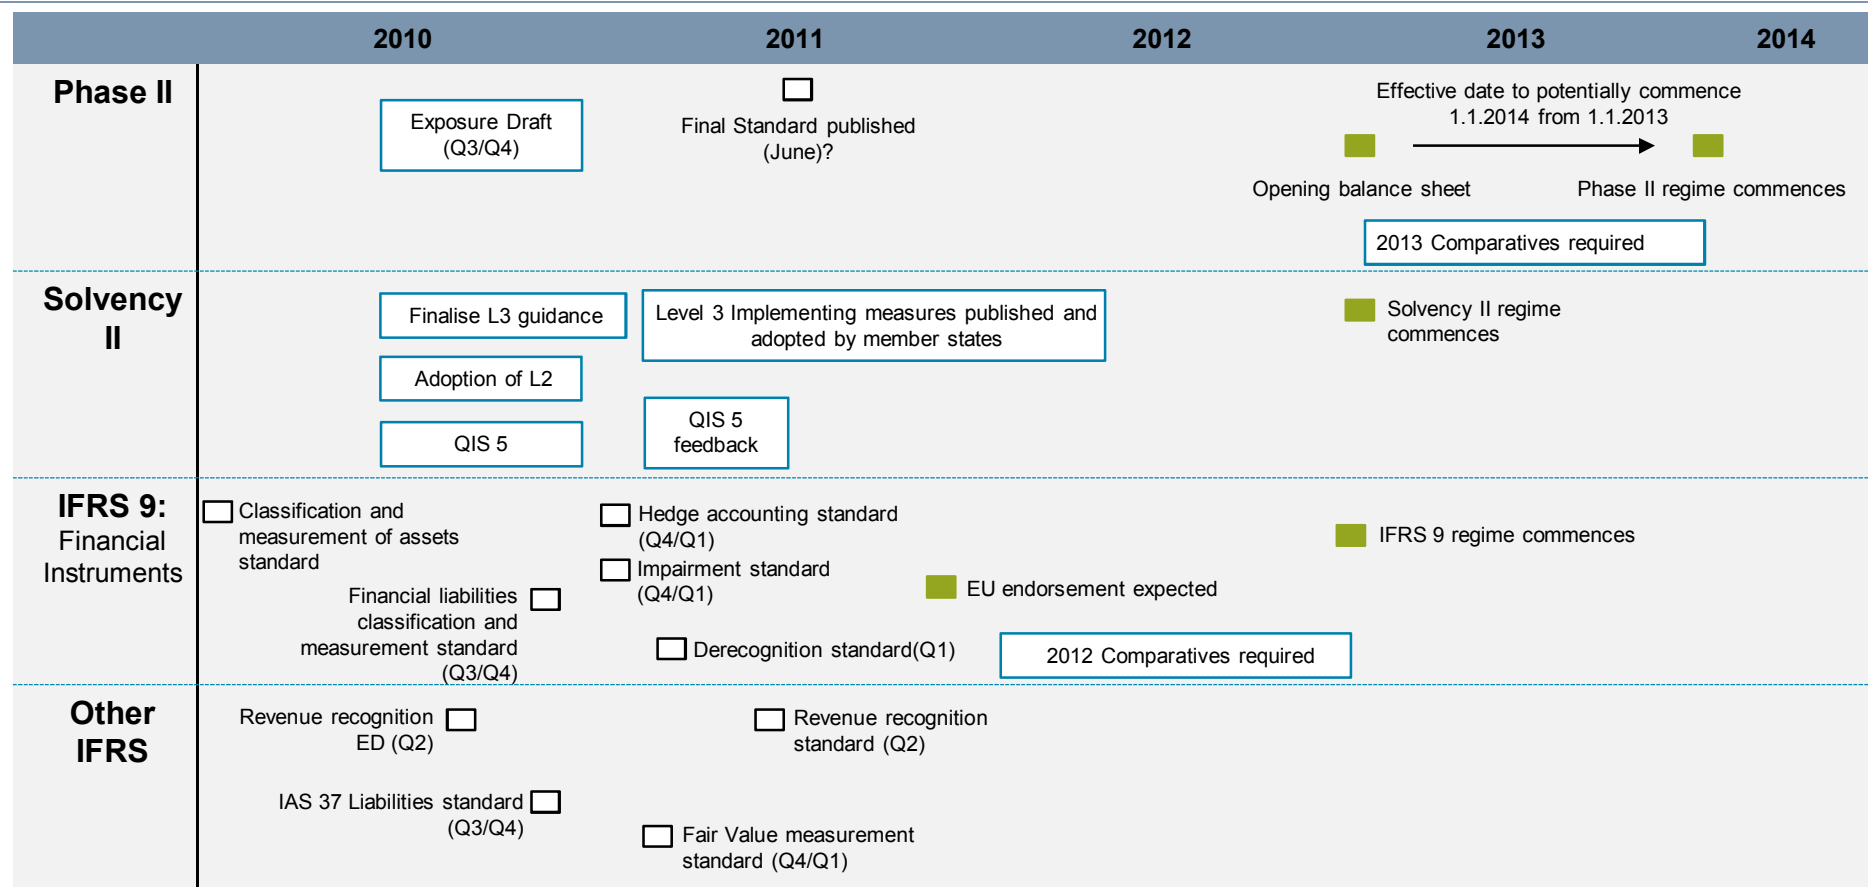 2010
2011
2012
2013
2014
Phase II
Exposure Draft
(Q3/Q4)
Final Standard published
(June)?
Effective date to potentially commence
1.1.2014 from 1.1.2013
Opening balance sheet
Phase II regime commences
2013 Comparatives required
Solvency
II
Finalise L3 guidance
Level 3 Implementing measures published and
adopted by member states
Solvency II regime
commences
Adoption of L2
QIS 5
QIS 5
feedback
IFRS 9:
Financial
Instruments
Classification and
measurement of assets
standard
Financial liabilities
classification and
measurement standard
(Q3/Q4)
Hedge accounting standard
(Q4/Q1)
Impairment standard
(Q4/Q1)
Derecognition standard(Q1)
EU endorsement expected
2012 Comparatives required
IFRS 9 regime commences
Other
IFRS
Revenue recognition
ED (Q2)
Revenue recognition
standard (Q2)
IAS 37 Liabilities standard
(Q3/Q4)
Fair Value measurement
standard (Q4/Q1)